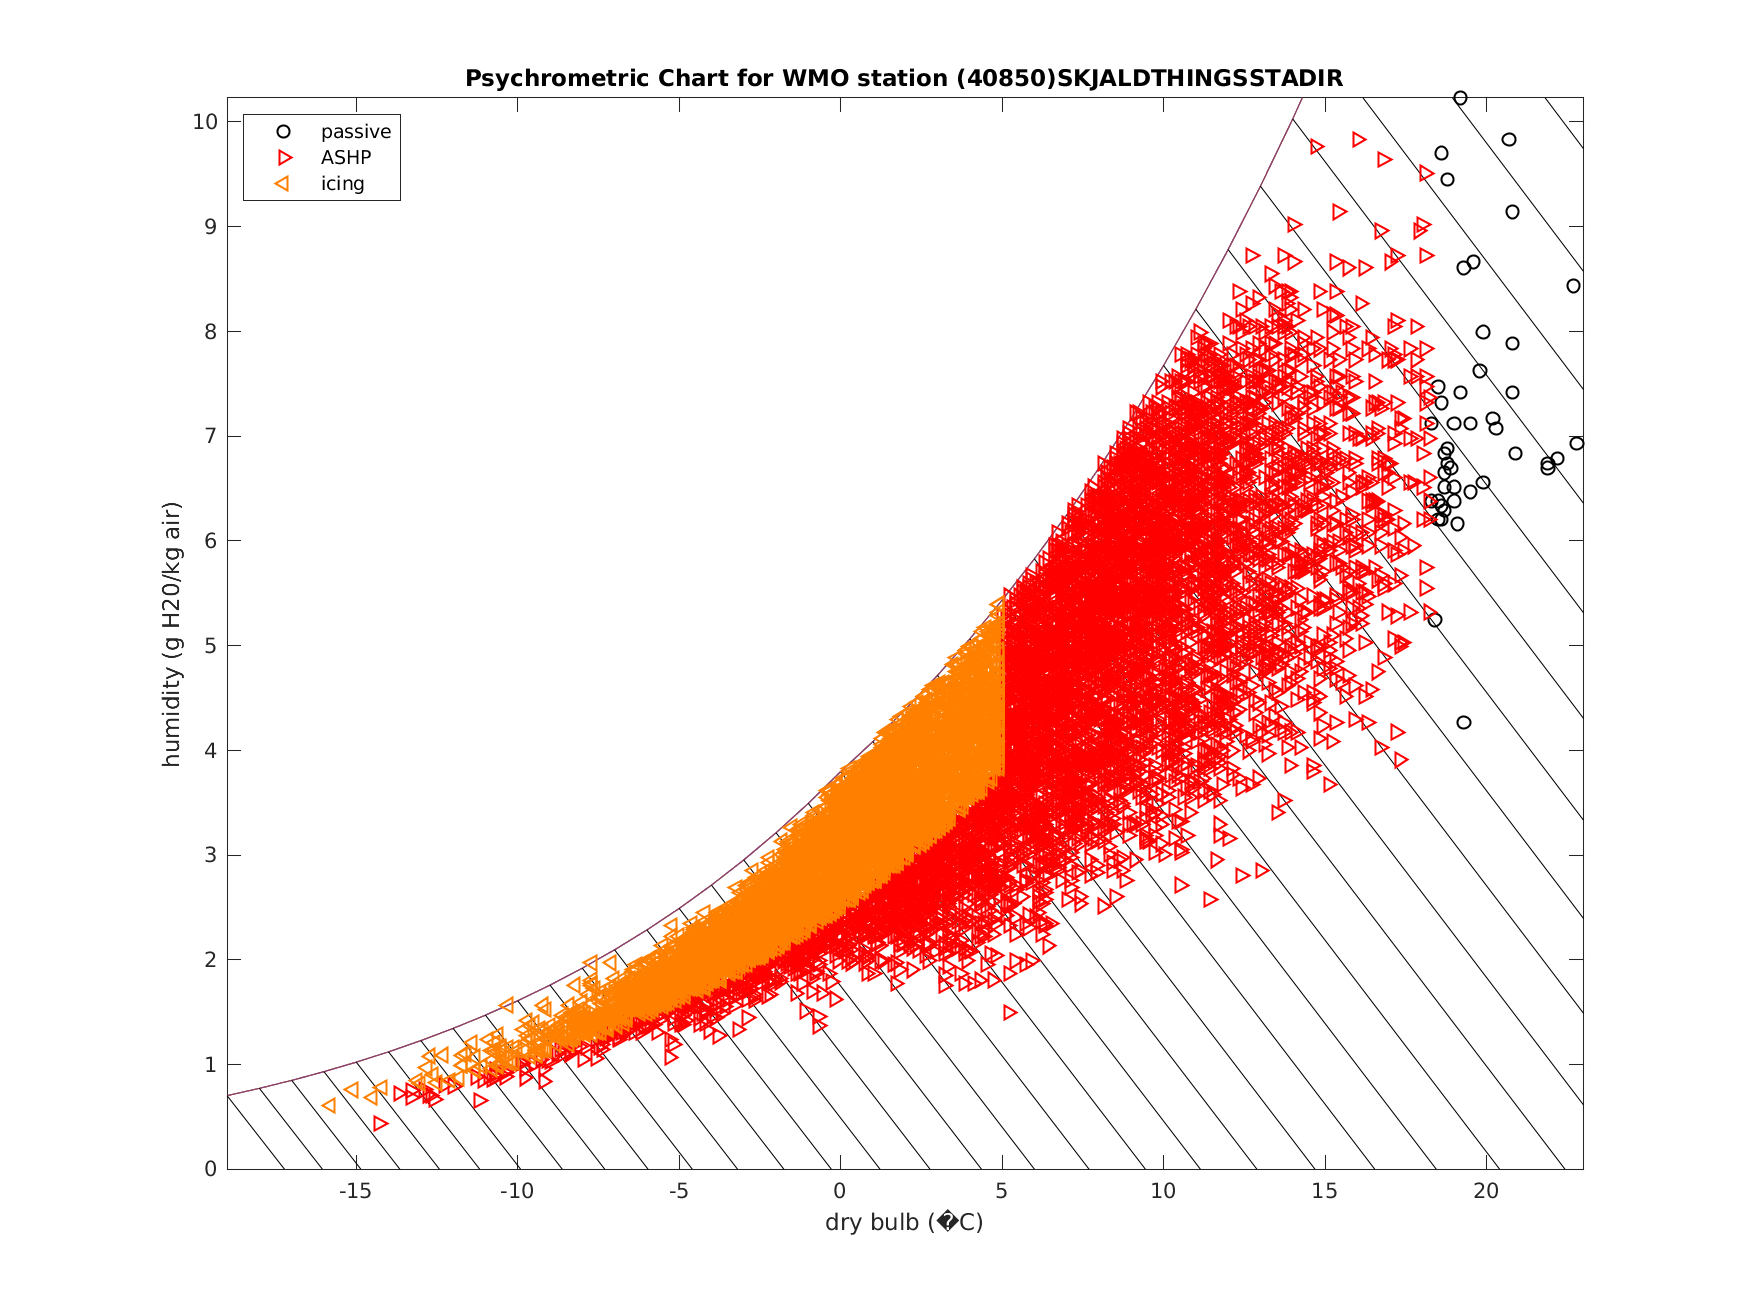 Psychrometric Chart for WMO station (40850)SKJALDTHINGSSTADIR
passive
ASHP
icing
10
9
8
7
6
5
4
3
2
1
0
humidity (g H20/kg air)
-15 -10 -5 0 5 10 15 20
dry bulb (�C)